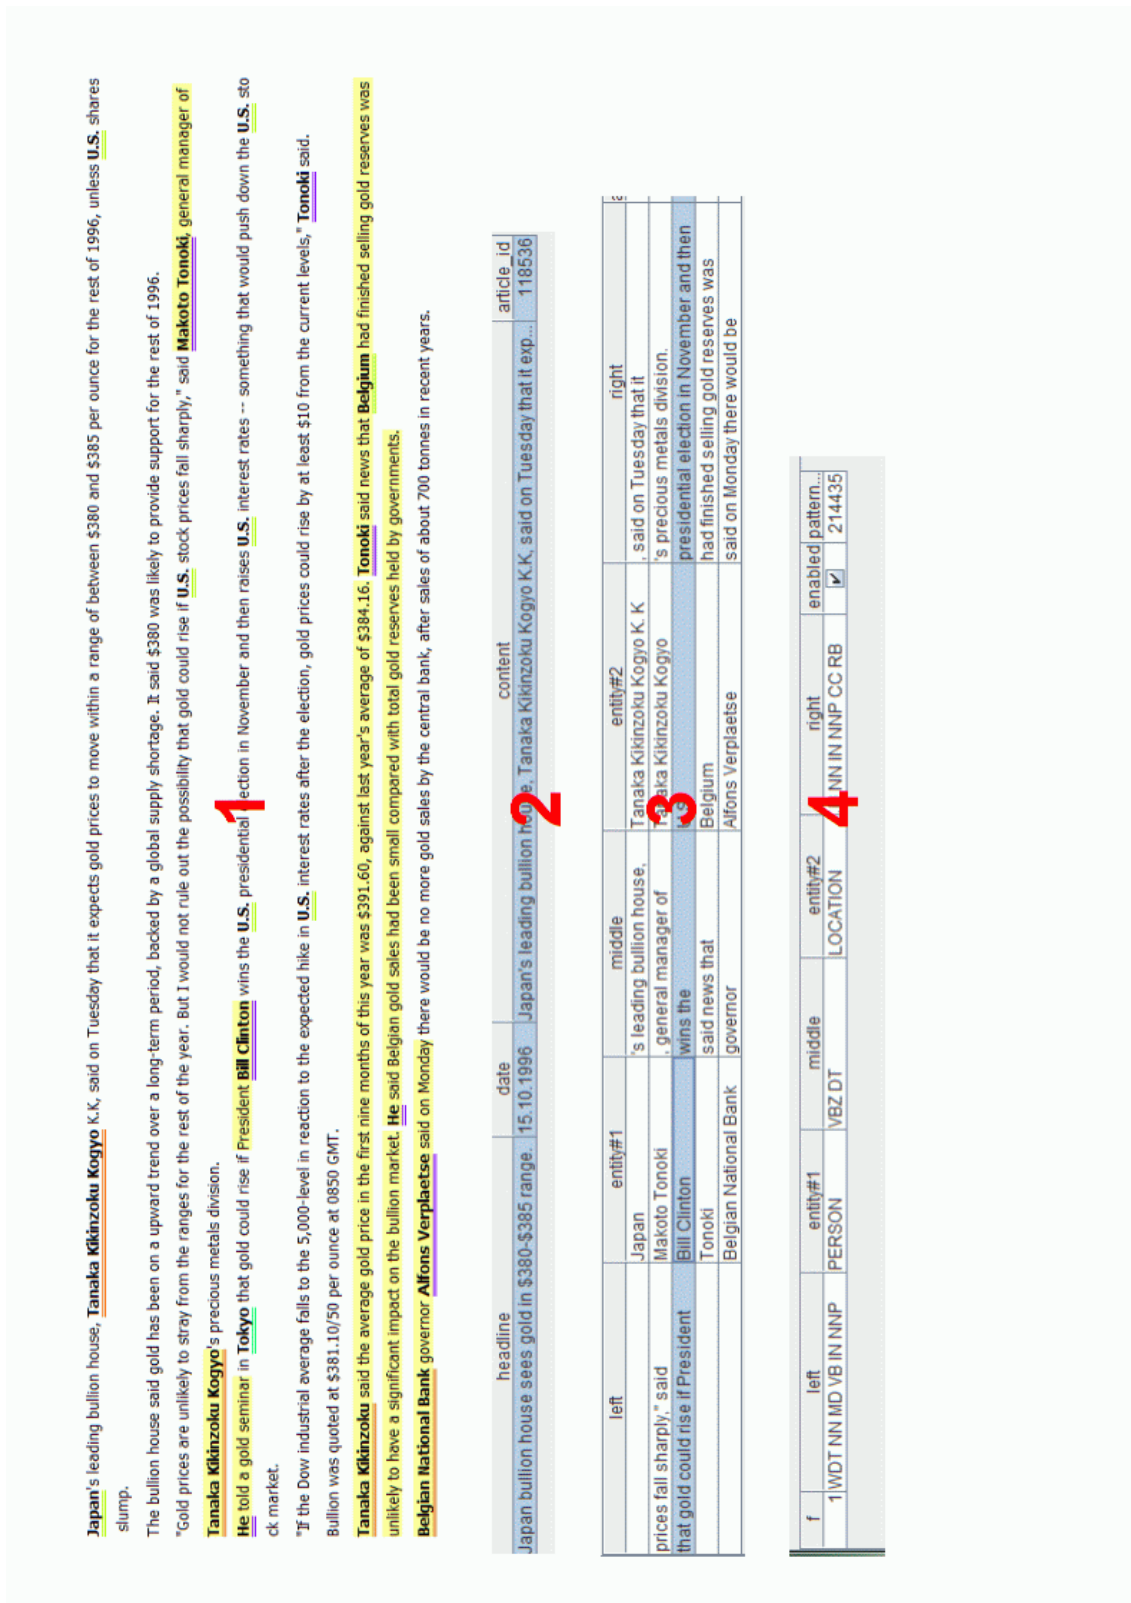 Japan's leading bullion house, Tanaka Kikinzoku Kogyo K.K, said on Tuesday that it expects gold prices to move within a range of between $380 and $385 per ounce for the rest of 1996, unless U.S. shares
slump.
The bullion house said gold has been on a upward trend over a long-term period, backed by a global supply shortage. It said $380 was likely to provide support for the rest of 1996.
"Gold prices are unlikely to stray from the ranges for the rest of the year. But I would not rule out the possibility that gold could rise if U.S. stock prices fall sharply," said Makoto Tonoki, general manager of
Tanaka Kikinzoku Kogyo's precious metals division.
He told a gold seminar in Tokyo that gold could rise if President Bill Clinton wins the U.S. presidential election in November and then raises U.S. interest rates -- something that would push down the U.S. sto
ck market.
"If the Dow industrial average falls to the 5,000-level in reaction to the expected hike in U.S. interest rates after the election, gold prices could rise by at least $10 from the current levels," Tonoki said.
Bullion was quoted at $381.10/50 per ounce at 0850 GMT.
Tanaka Kikinzoku said the average gold price in the first nine months of this year was $391.60, against last year's average of $384.16. Tonoki said news that Belgium had finished selling gold reserves was
unlikely to have a significant impact on the bullion market. He said Belgian gold sales had been small compared with total gold reserves held by governments.
Belgian National Bank governor Alfons Verplaetse said on Monday there would be no more gold sales by the central bank, after sales of about 700 tonnes in recent years.
1
headline date content article_id
Japan bullion house sees gold in $380-$385 range. 15.10.1996 Japan's leading bullion house, Tanaka Kikinzoku Kogyo K.K, said on Tuesday that it exp... 118536
2
left entity#1 middle entity#2 right
Japan 's leading bullion house, Tanaka Kikinzoku Kogyo K. K , said on Tuesday that it
prices fall sharply," said Makoto Tonoki , general manager of Tanaka Kikinzoku Kogyo 's precious metals division.
that gold could rise if President Bill Clinton wins the U.S. presidential election in November and then
Tonoki said news that Belgium had finished selling gold reserves was
Belgian National Bank governor Alfons Verplaetse said on Monday there would be
3
f left entity#1 middle entity#2 right enabled pattern...
1 WDT NN MD VB IN NNP PERSON VBZ DT LOCATION NN IN NNP CC RB 214435
4